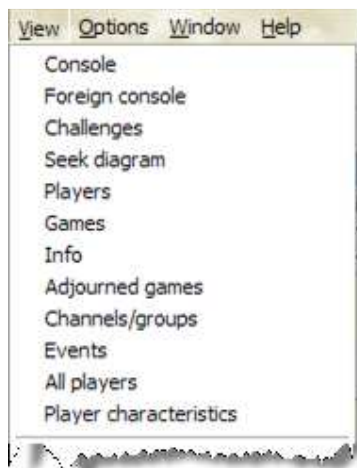 View Options Window Help
Console
Foreign console
Challenges
Seek diagram
Players
Games
Info
Adjourned games
Channels/groups
Events
All players
Player characteristics